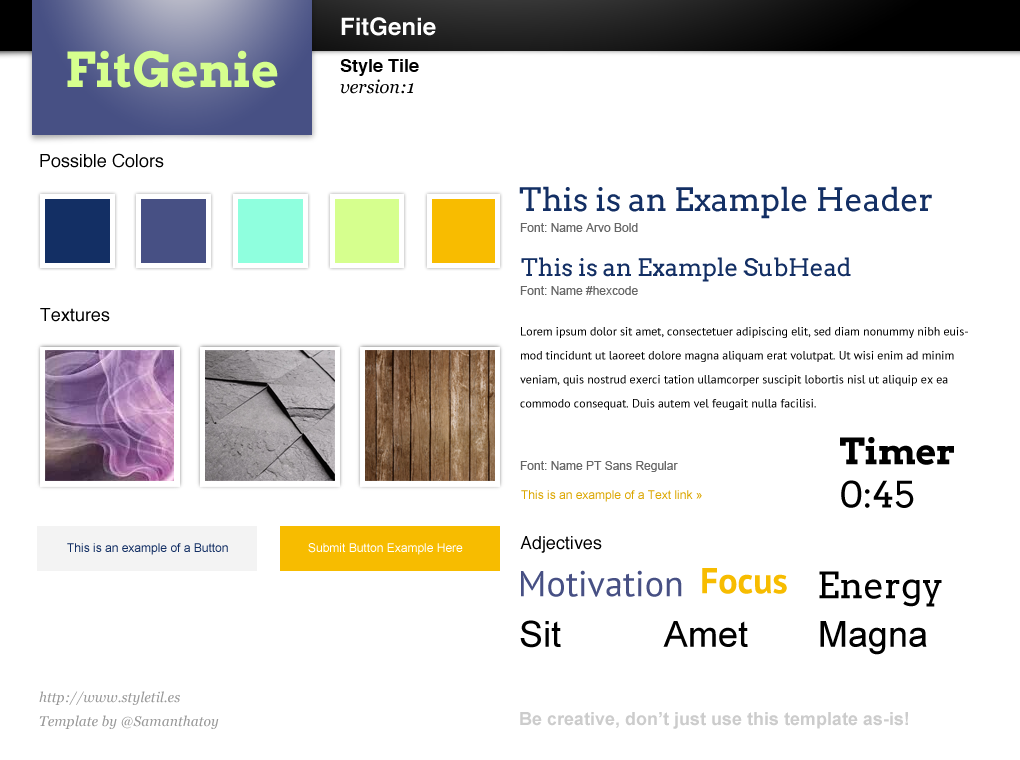 FitGenie
FitGenie
Style Tile
version:1
Possible Colors
Textures
This is an example of a Button
Submit Button Example Here
http://www.styletil.es
Template by @Samanthatoy
This is an Example Header
Font: Name Arvo Bold
This is an Example SubHead
Font: Name #hexcode
Lorem ipsum dolor sit amet, consectetuer adipiscing elit, sed diam nonummy nibh euis-
mod tincidunt ut laoreet dolore magna aliquam erat volutpat. Ut wisi enim ad minim
veniam, quis nostrud exerci tation ullamcorper suscipit lobortis nisl ut aliquip ex ea
commodo consequat. Duis autem vel feugait nulla facilisi.
Font: Name PT Sans Regular
This is an example of a Text link »
Timer
0:45
Adjectives
Motivation Focus Energy
Sit Amet Magna
Be creative, don’t just use this template as-is!